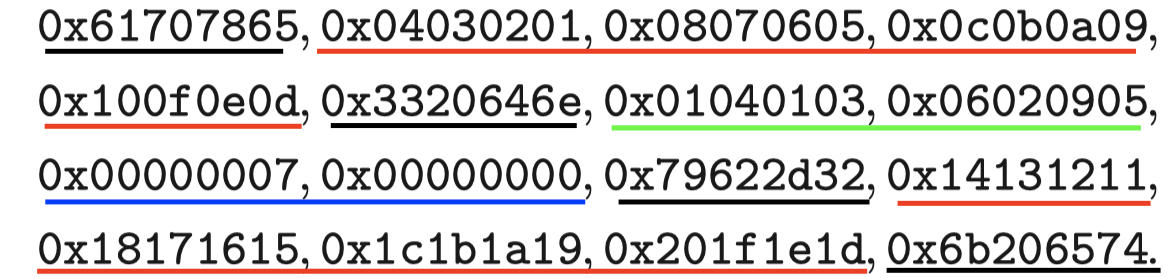 0x61707865, 0x04030201, 0x08070605, 0x0c0b0a09,
0x100f0e0d, 0x3320646e, 0x01040103, 0x06020905,
0x00000007, 0x00000000, 0x79622d32, 0x14131211,
0x18171615, 0x1c1b1a19, 0x201f1e1d, 0x6b206574.